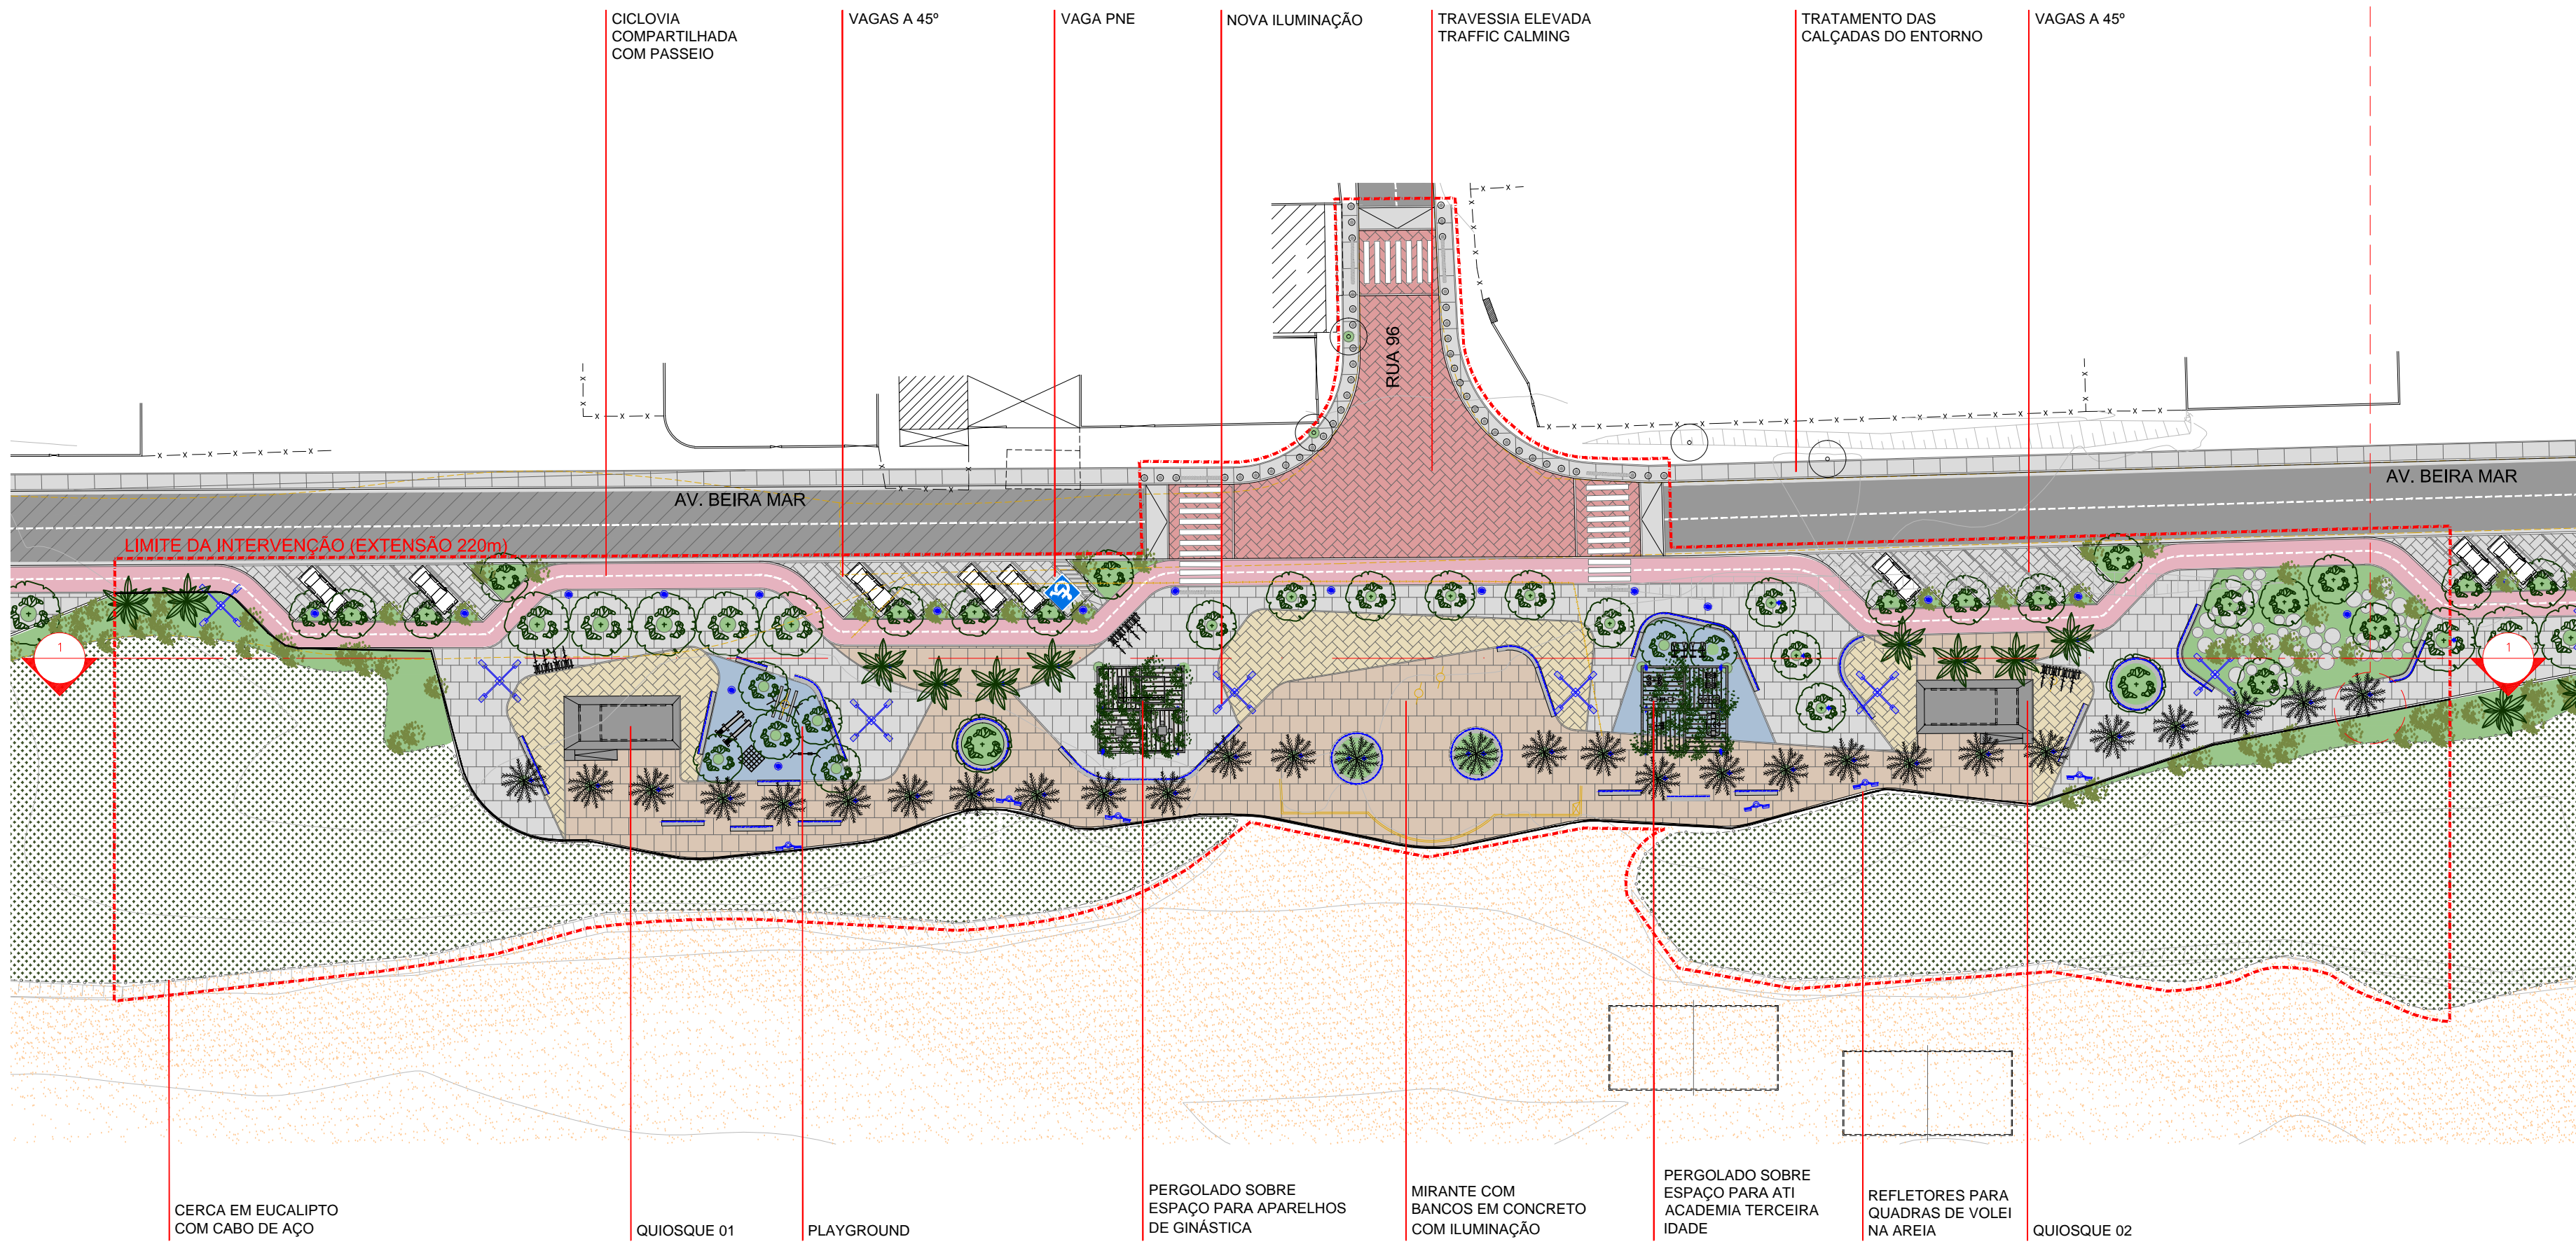 CICLOVIA
COMPARTILHADA
COM PASSEIO
VAGAS A 45º
VAGA PNE
NOVA ILUMINAÇÃO
TRAVESSIA ELEVADA
TRAFFIC CALMING
TRATAMENTO DAS
CALÇADAS DO ENTORNO
VAGAS A 45º
RUA 96
AV. BEIRA MAR
AV. BEIRA MAR
LIMITE DA INTERVENÇÃO (EXTENSÃO 220m)
1
1
CERCA EM EUCALIPTO
COM CABO DE AÇO
QUIOSQUE 01
PLAYGROUND
PERGOLADO SOBRE
ESPAÇO PARA APARELHOS
DE GINÁSTICA
MIRANTE COM
BANCOS EM CONCRETO
COM ILUMINAÇÃO
PERGOLADO SOBRE
ESPAÇO PARA ATI
ACADEMIA TERCEIRA
IDADE
REFLETORES PARA
QUADRAS DE VOLEI
NA AREIA
QUIOSQUE 02